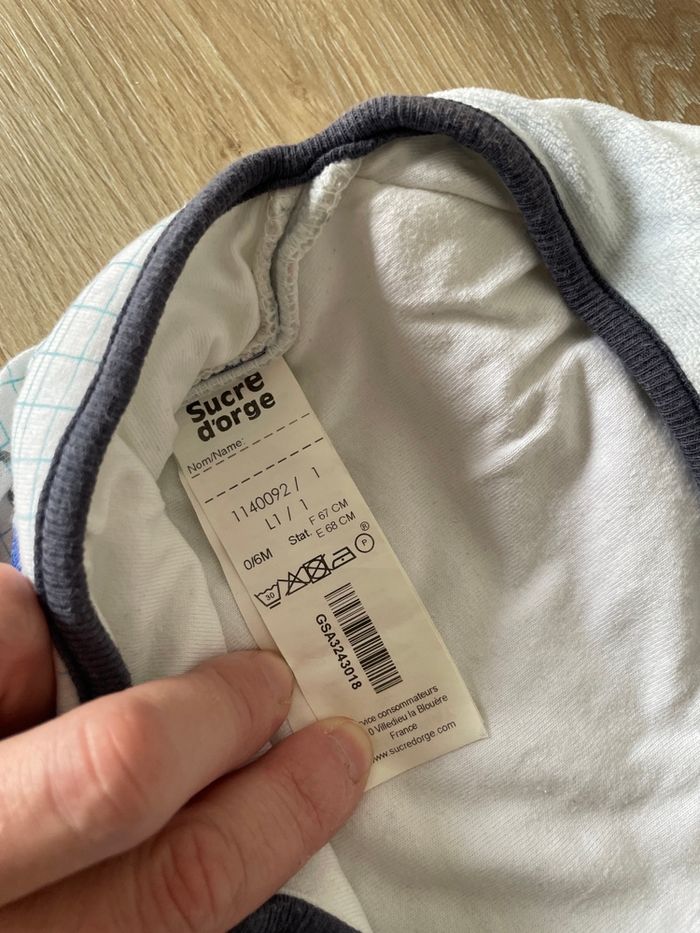 Sucre
d'orge
Nom/Name:
1140092 / 1
L1 / 1
0/6M
Stat. F 67 CM
E 68 CM
30
P
®
GSA3243018
vice consommateurs
0 Villedieu la Blouère
France
www.sucredorge.com